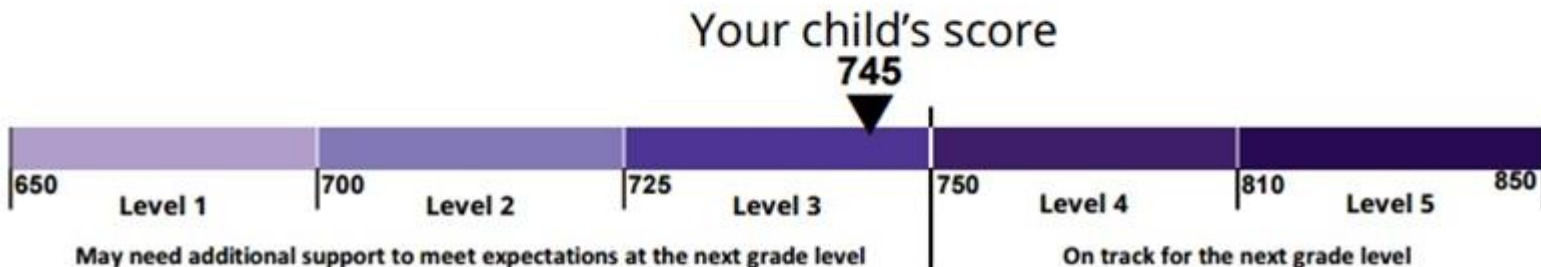 Your child's score
745
650 700 725 750 810 850
Level 1 Level 2 Level 3 Level 4 Level 5
May need additional support to meet expectations at the next grade level On track for the next grade level